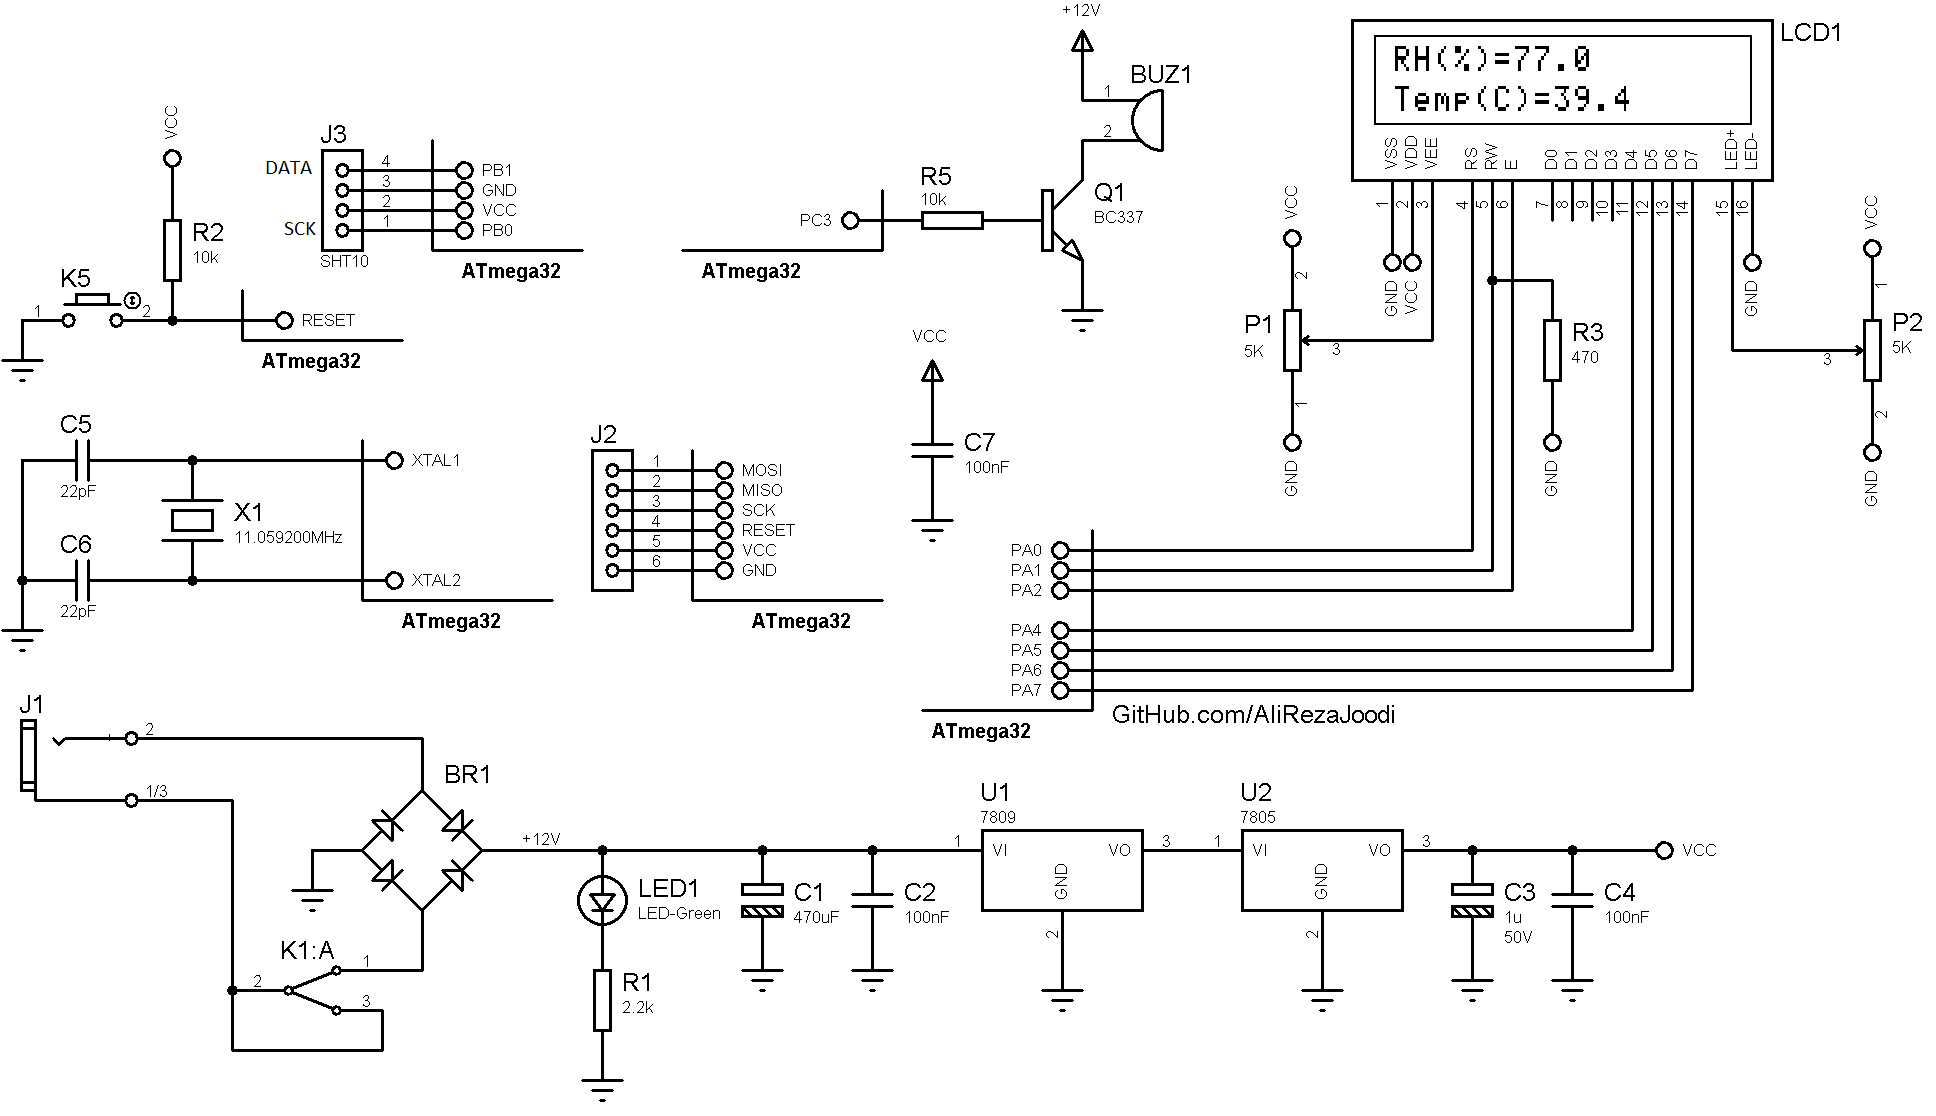 +12V
BUZ1
1
2
R5
10k
PC3
Q1
BC337
ATmega32
LCD1
RH(%)=77.0
Temp(C)=39.4
VSS
VDD
VEE
RS
RW
E
D0
D1
D2
D3
D4
D5
D6
D7
LED+
LED-
1
2
3
4
5
6
7
8
9
10
11
12
13
14
15
16
GND
VCC
GND
VCC
2
P1
5K
3
1
GND
R3
470
GND
VCC
1
P2
5K
3
2
GND
VCC
R2
10k
K5
1
2
RESET
ATmega32
J3
DATA
SCK
SHT10
4
3
2
1
PB1
GND
VCC
PB0
ATmega32
C5
22pF
C6
22pF
X1
11.059200MHz
XTAL1
XTAL2
ATmega32
J2
1
2
3
4
5
6
MOSI
MISO
SCK
RESET
VCC
GND
ATmega32
VCC
C7
100nF
PA0
PA1
PA2
PA4
PA5
PA6
PA7
ATmega32
GitHub.com/AliRezaJoodi
J1
2
1/3
BR1
K1:A
2
1
3
+12V
LED1
LED-Green
R1
2.2k
C1
470uF
C2
100nF
U1
7809
1
VI
VO
3
GND
2
U2
7805
1
VI
VO
3
GND
2
C3
1u
50V
C4
100nF
VCC